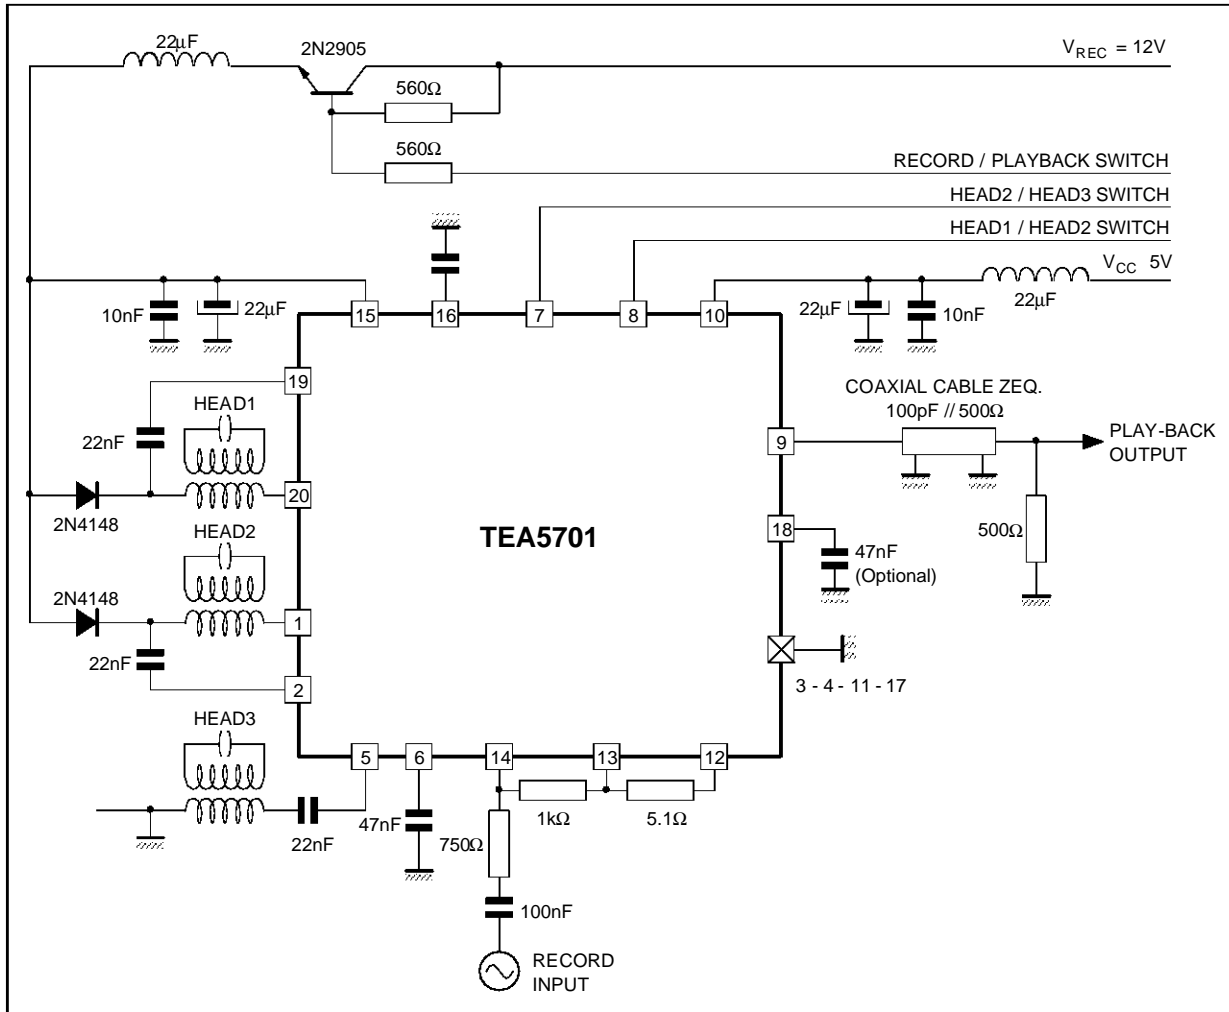 22μF
2N2905
V REC = 12V
560Ω
560Ω
RECORD / PLAYBACK SWITCH
HEAD2 / HEAD3 SWITCH
HEAD1 / HEAD2 SWITCH
V CC 5V
10nF
22μF
15
16
7
8
10
22μF
10nF
22μF
19
HEAD1
22nF
COAXIAL CABLE ZEQ.
100pF // 500Ω
9
PLAY-BACK
OUTPUT
2N4148
20
HEAD2
TEA5701
18
47nF
(Optional)
500Ω
2N4148
1
22nF
2
3 - 4 - 11 - 17
HEAD3
5
6
14
13
12
22nF
47nF
750Ω
1kΩ
5.1Ω
100nF
RECORD
INPUT